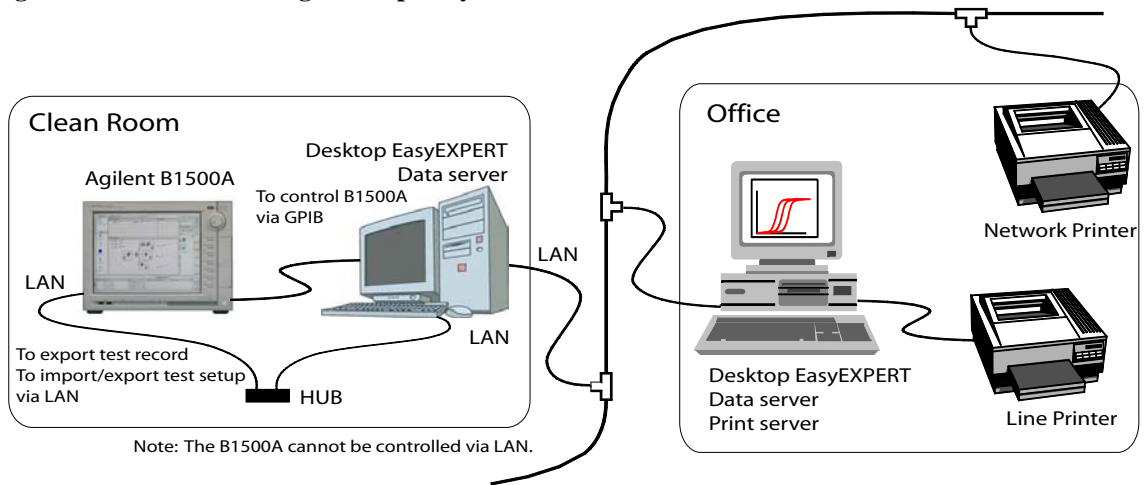 Clean Room
Agilent B1500A
Desktop EasyEXPERT
Data server
To control B1500A
via GPIB
LAN
LAN
LAN
To export test record
To import/export test setup
via LAN
HUB
Note: The B1500A cannot be controlled via LAN.
Office
Network Printer
Desktop EasyEXPERT
Data server
Print server
Line Printer